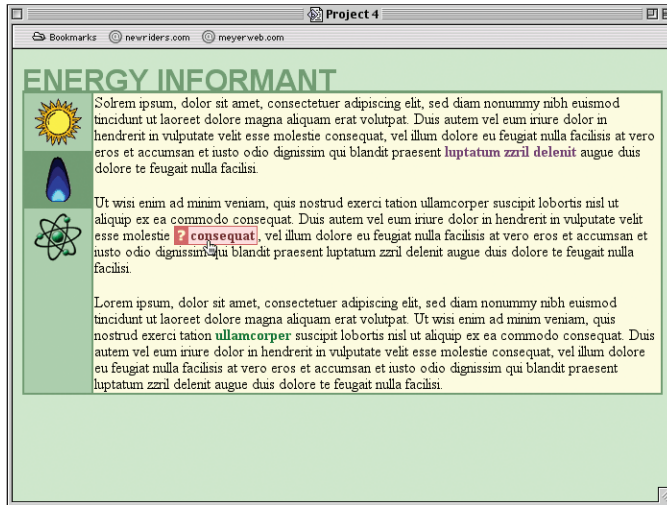 Project 4
Bookmarks newriders.com meyerweb.com
ENERGY INFORMANT
Solrem ipsum, dolor sit amet, consectetuer adipiscing elit, sed diam nonummy nibh euismod
tincidunt ut laoreet dolore magna aliquam erat volutpat. Duis autem vel eum iriure dolor in
hendrerit in vulputate velit esse molestie consequat, vel illum dolore eu feugiat nulla facilisis at vero
eros et accumsan et iusto odio dignissim qui blandit praesent luptatum zzril delenit augue duis
dolore te feugait nulla facilisi.
Ut wisi enim ad minim veniam, quis nostrud exerci tation ullamcorper suscipit lobortis nisl ut
aliquip ex ea commodo consequat. Duis autem vel eum iriure dolor in hendrerit in vulputate velit
esse molestie ? consequat, vel illum dolore eu feugiat nulla facilisis at vero eros et accumsan et
iusto odio dignissim qui blandit praesent luptatum zzril delenit augue duis dolore te feugait nulla
facilisi.
Lorem ipsum, dolor sit amet, consectetuer adipiscing elit, sed diam nonummy nibh euismod
tincidunt ut laoreet dolore magna aliquam erat volutpat. Ut wisi enim ad minim veniam, quis
nostrud exerci tation ullamcorper suscipit lobortis nisl ut aliquip ex ea commodo consequat. Duis
autem vel eum iriure dolor in hendrerit in vulputate velit esse molestie consequat, vel illum dolore
eu feugiat nulla facilisis at vero eros et accumsan et iusto odio dignissim qui blandit praesent
luptatum zzril delenit augue duis dolore te feugait nulla facilisi.